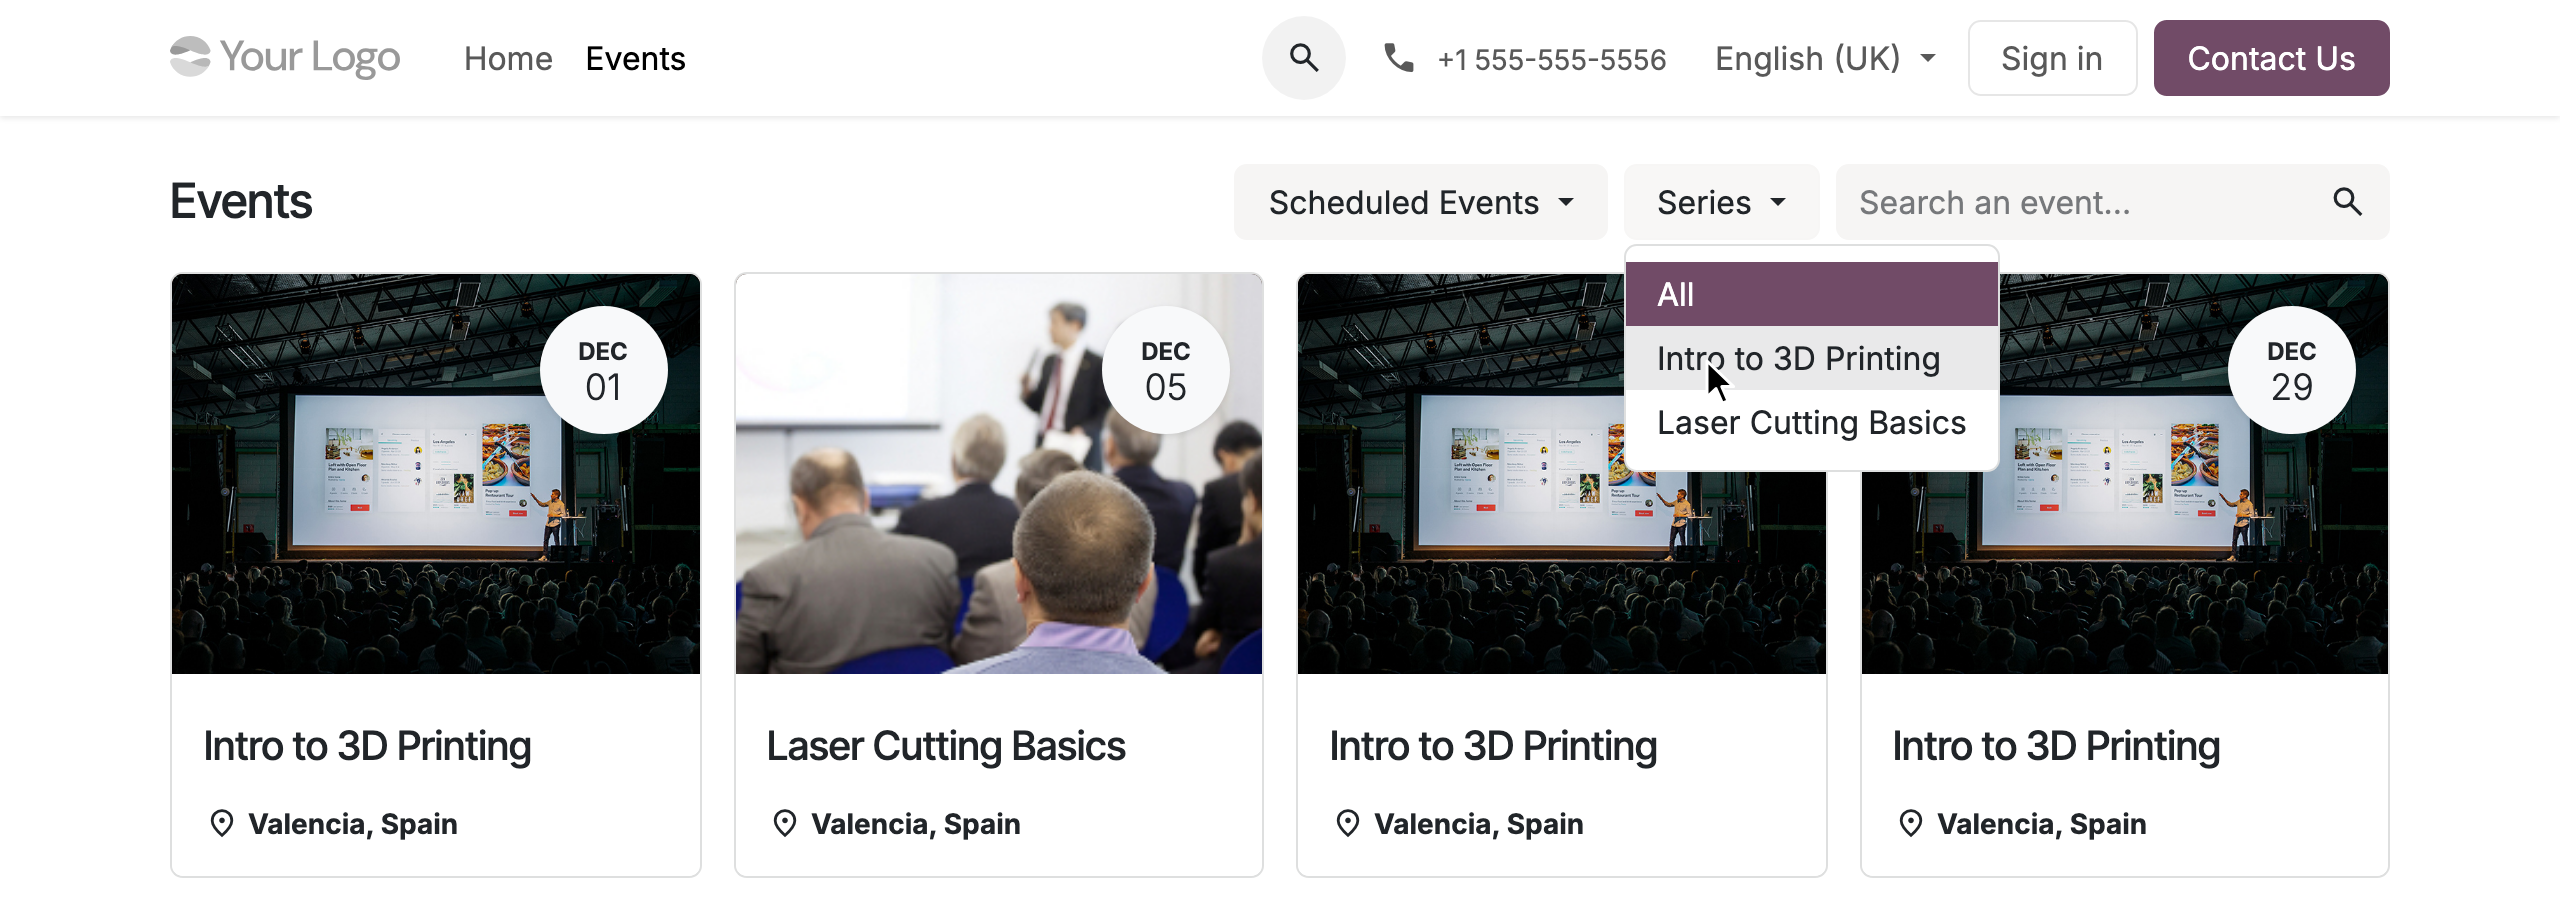 Your Logo
Home
Events
+1 555-555-5556
English (UK)
Sign in
Contact Us
Events
Scheduled Events
Series
Search an event...
All
Intro to 3D Printing
Laser Cutting Basics
DEC
01
DEC
05
DEC
29
Intro to 3D Printing
Valencia, Spain
Laser Cutting Basics
Valencia, Spain
Intro to 3D Printing
Valencia, Spain
Intro to 3D Printing
Valencia, Spain